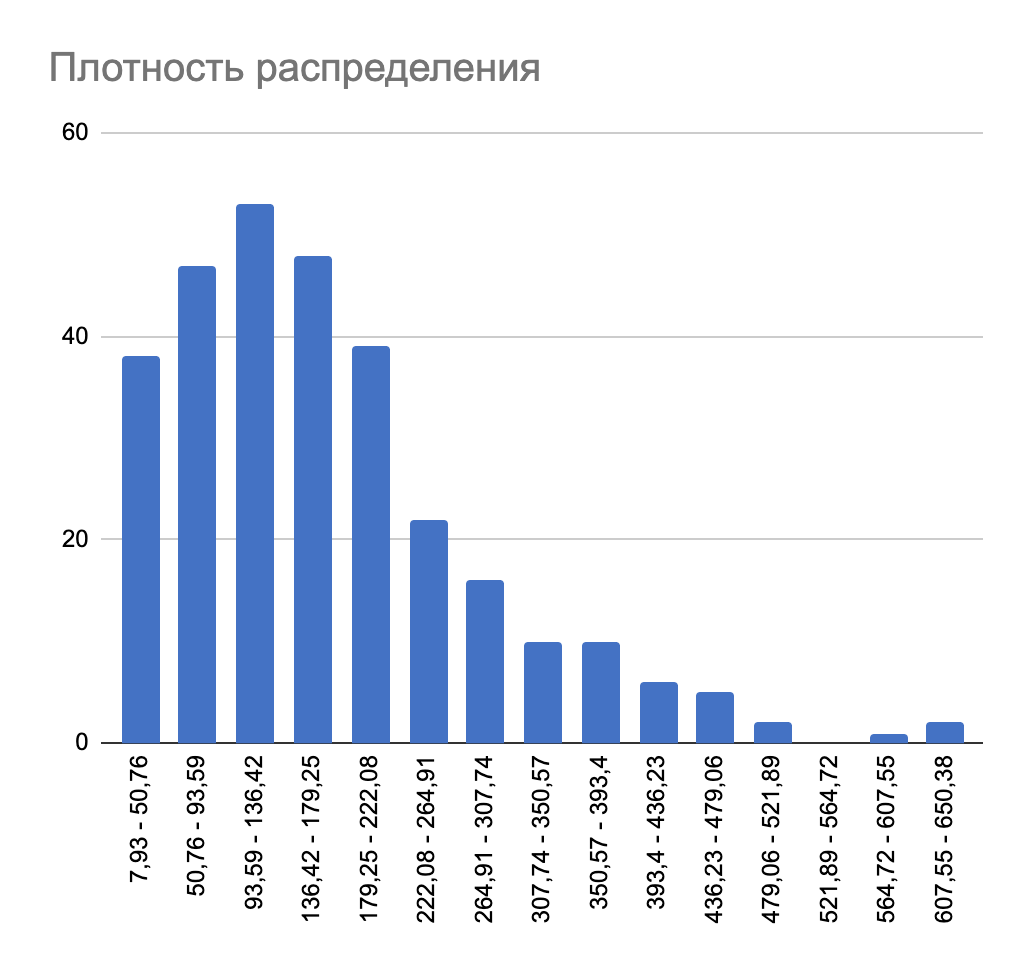 Плотность распределения
60
40
20
0
7,93 - 50,76
50,76 - 93,59
93,59 - 136,42
136,42 - 179,25
179,25 - 222,08
222,08 - 264,91
264,91 - 307,74
307,74 - 350,57
350,57 - 393,4
393,4 - 436,23
436,23 - 479,06
479,06 - 521,89
521,89 - 564,72
564,72 - 607,55
607,55 - 650,38